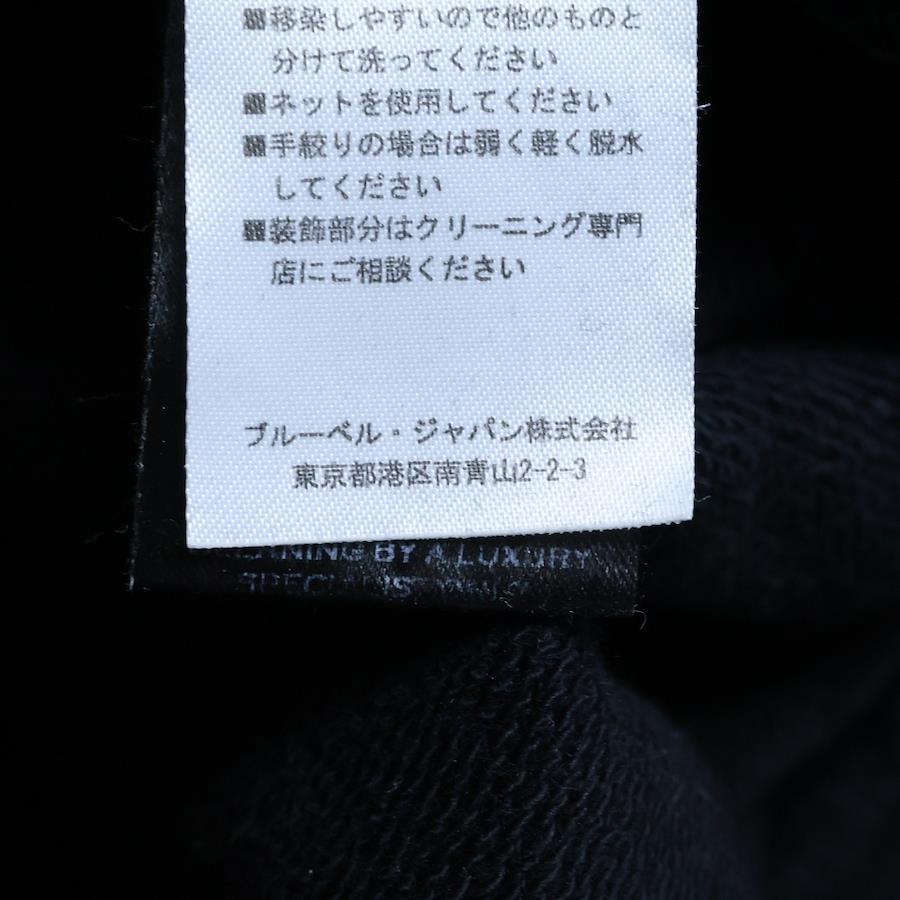 ■移染しやすいので他のものと
分けて洗ってください
■ネットを使用してください
■手絞りの場合は弱く軽く脱水
してください
■装飾部分はクリーニング専門
店にご相談ください
ブルーベル・ジャパン株式会社
東京都港区南青山2-2-3
BY A LUXURY